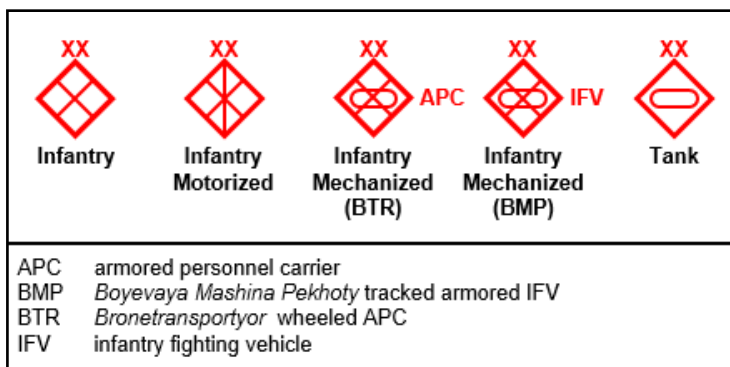 XX XX XX XX XX
APC IFV
Infantry Infantry Infantry Infantry Tank
Motorized Mechanized Mechanized
(BTR) (BMP)
APC armored personnel carrier
BMP Boyevaya Mashina Pekhoty tracked armored IFV
BTR Bronetransportyor wheeled APC
IFV infantry fighting vehicle